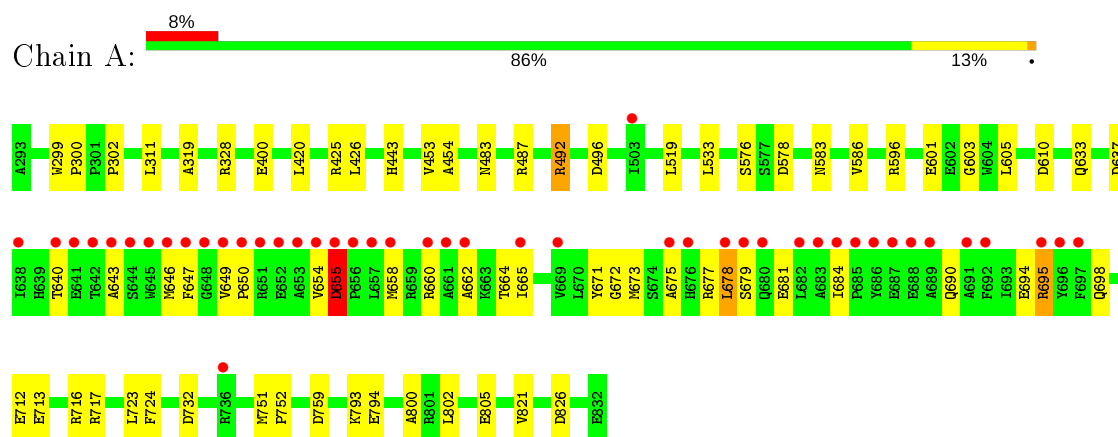 8%
Chain A:
86% 13% •
A293 W299 P300 P301 P302 L311 A319 R328 E400 L420 R425 L426 H443 V453 A454 N483 R487 R492 D496 I503 L519 L533 S576 S577 D578 N583 V586 R596 E601 E602 G603 W604 L605 D610 Q633 D637
I638 H639 T640 E641 T642 A643 S644 W645 M646 F647 G648 V649 P650 R651 E652 A653 V654 D655 P656 L657 M658 R659 R660 A661 A662 K663 T664 I665 V669 L670 Y671 G672 M673 S674 A675 H676 R677 L678 S679 Q680 E681 L682 A683 I684 P685 Y686 E687 E688 A689 Q690 A691 F692 I693 E694 R695 Y696 F697 Q698
E712 E713 R716 R717 L723 F724 D732 R736 M751 P752 D759 K793 E794 A800 R801 L802 E805 V821 D826 E832